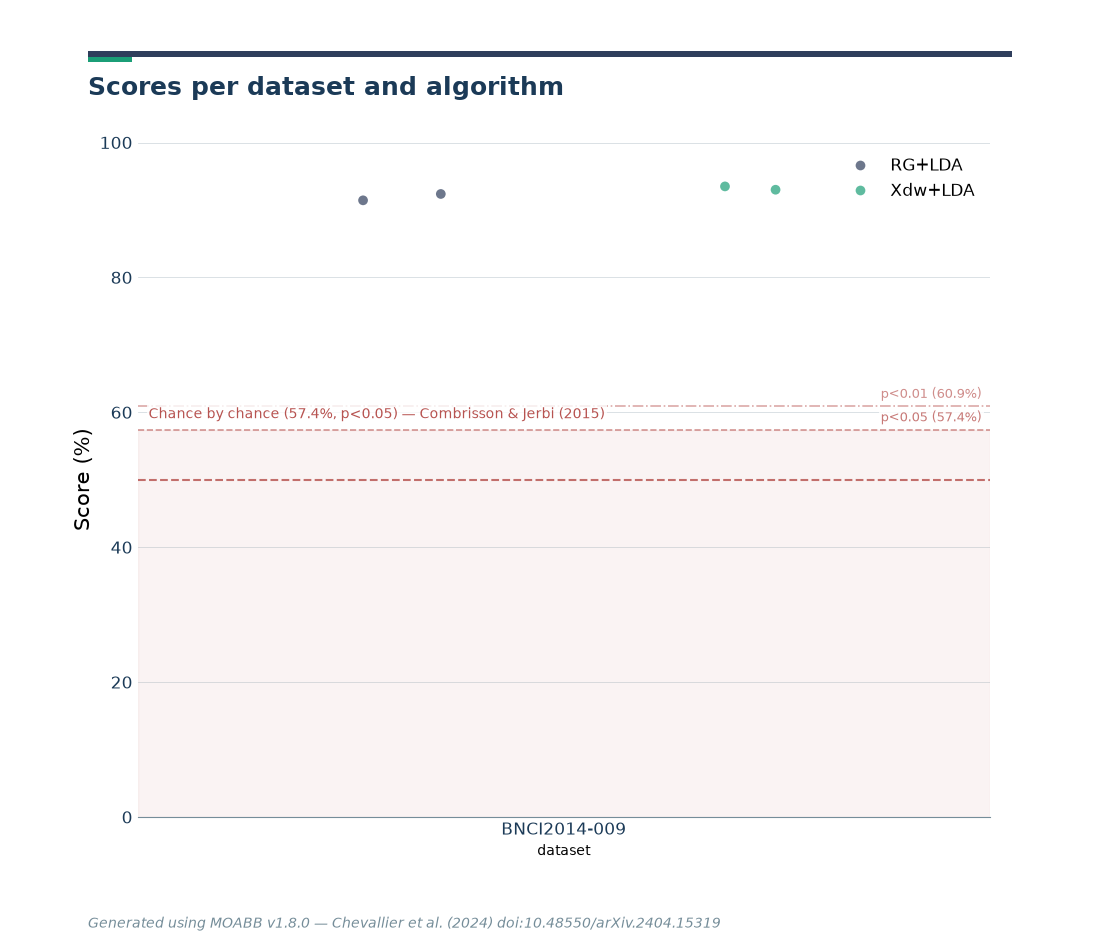 Scores per dataset and algorithm
100
RG+LDA
Xdw+LDA
80
p<0.01 (60.9%)
60
Chance by chance (57.4%, p<0.05) — Combrisson & Jerbi (2015)
p<0.05 (57.4%)
Score (%)
40
20
0
BNCI2014-009
dataset
Generated using MOABB v1.8.0 — Chevallier et al. (2024) doi:10.48550/arXiv.2404.15319